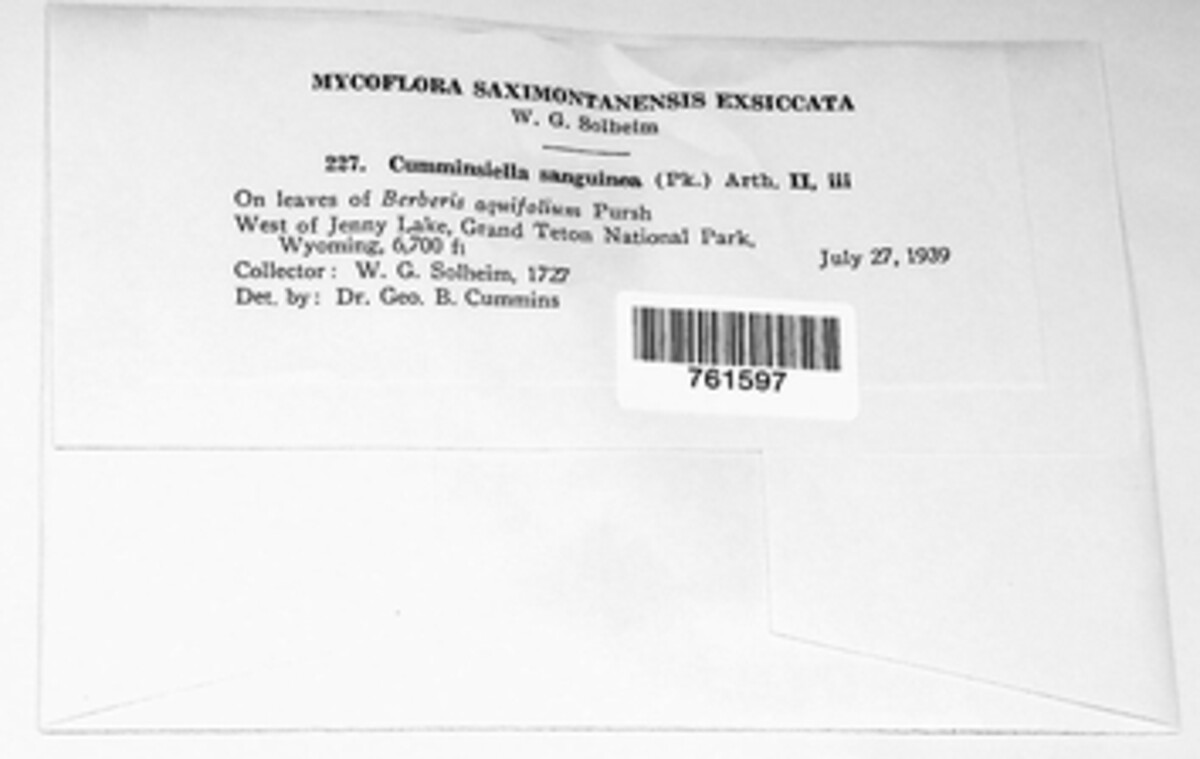 MYCOFLORA SAXIMONTANENSIS EXSICCATA
W. G. Solheim
227. Cumminsiella sanguinea (Pk.) Arth. II, iii
On leaves of Berberis aquifolium Pursh
West of Jenny Lake, Grand Teton National Park,
Wyoming, 6,700 ft
July 27, 1939
Collector: W. G. Solheim, 1727
Det. by: Dr. Geo. B. Cummins
761597